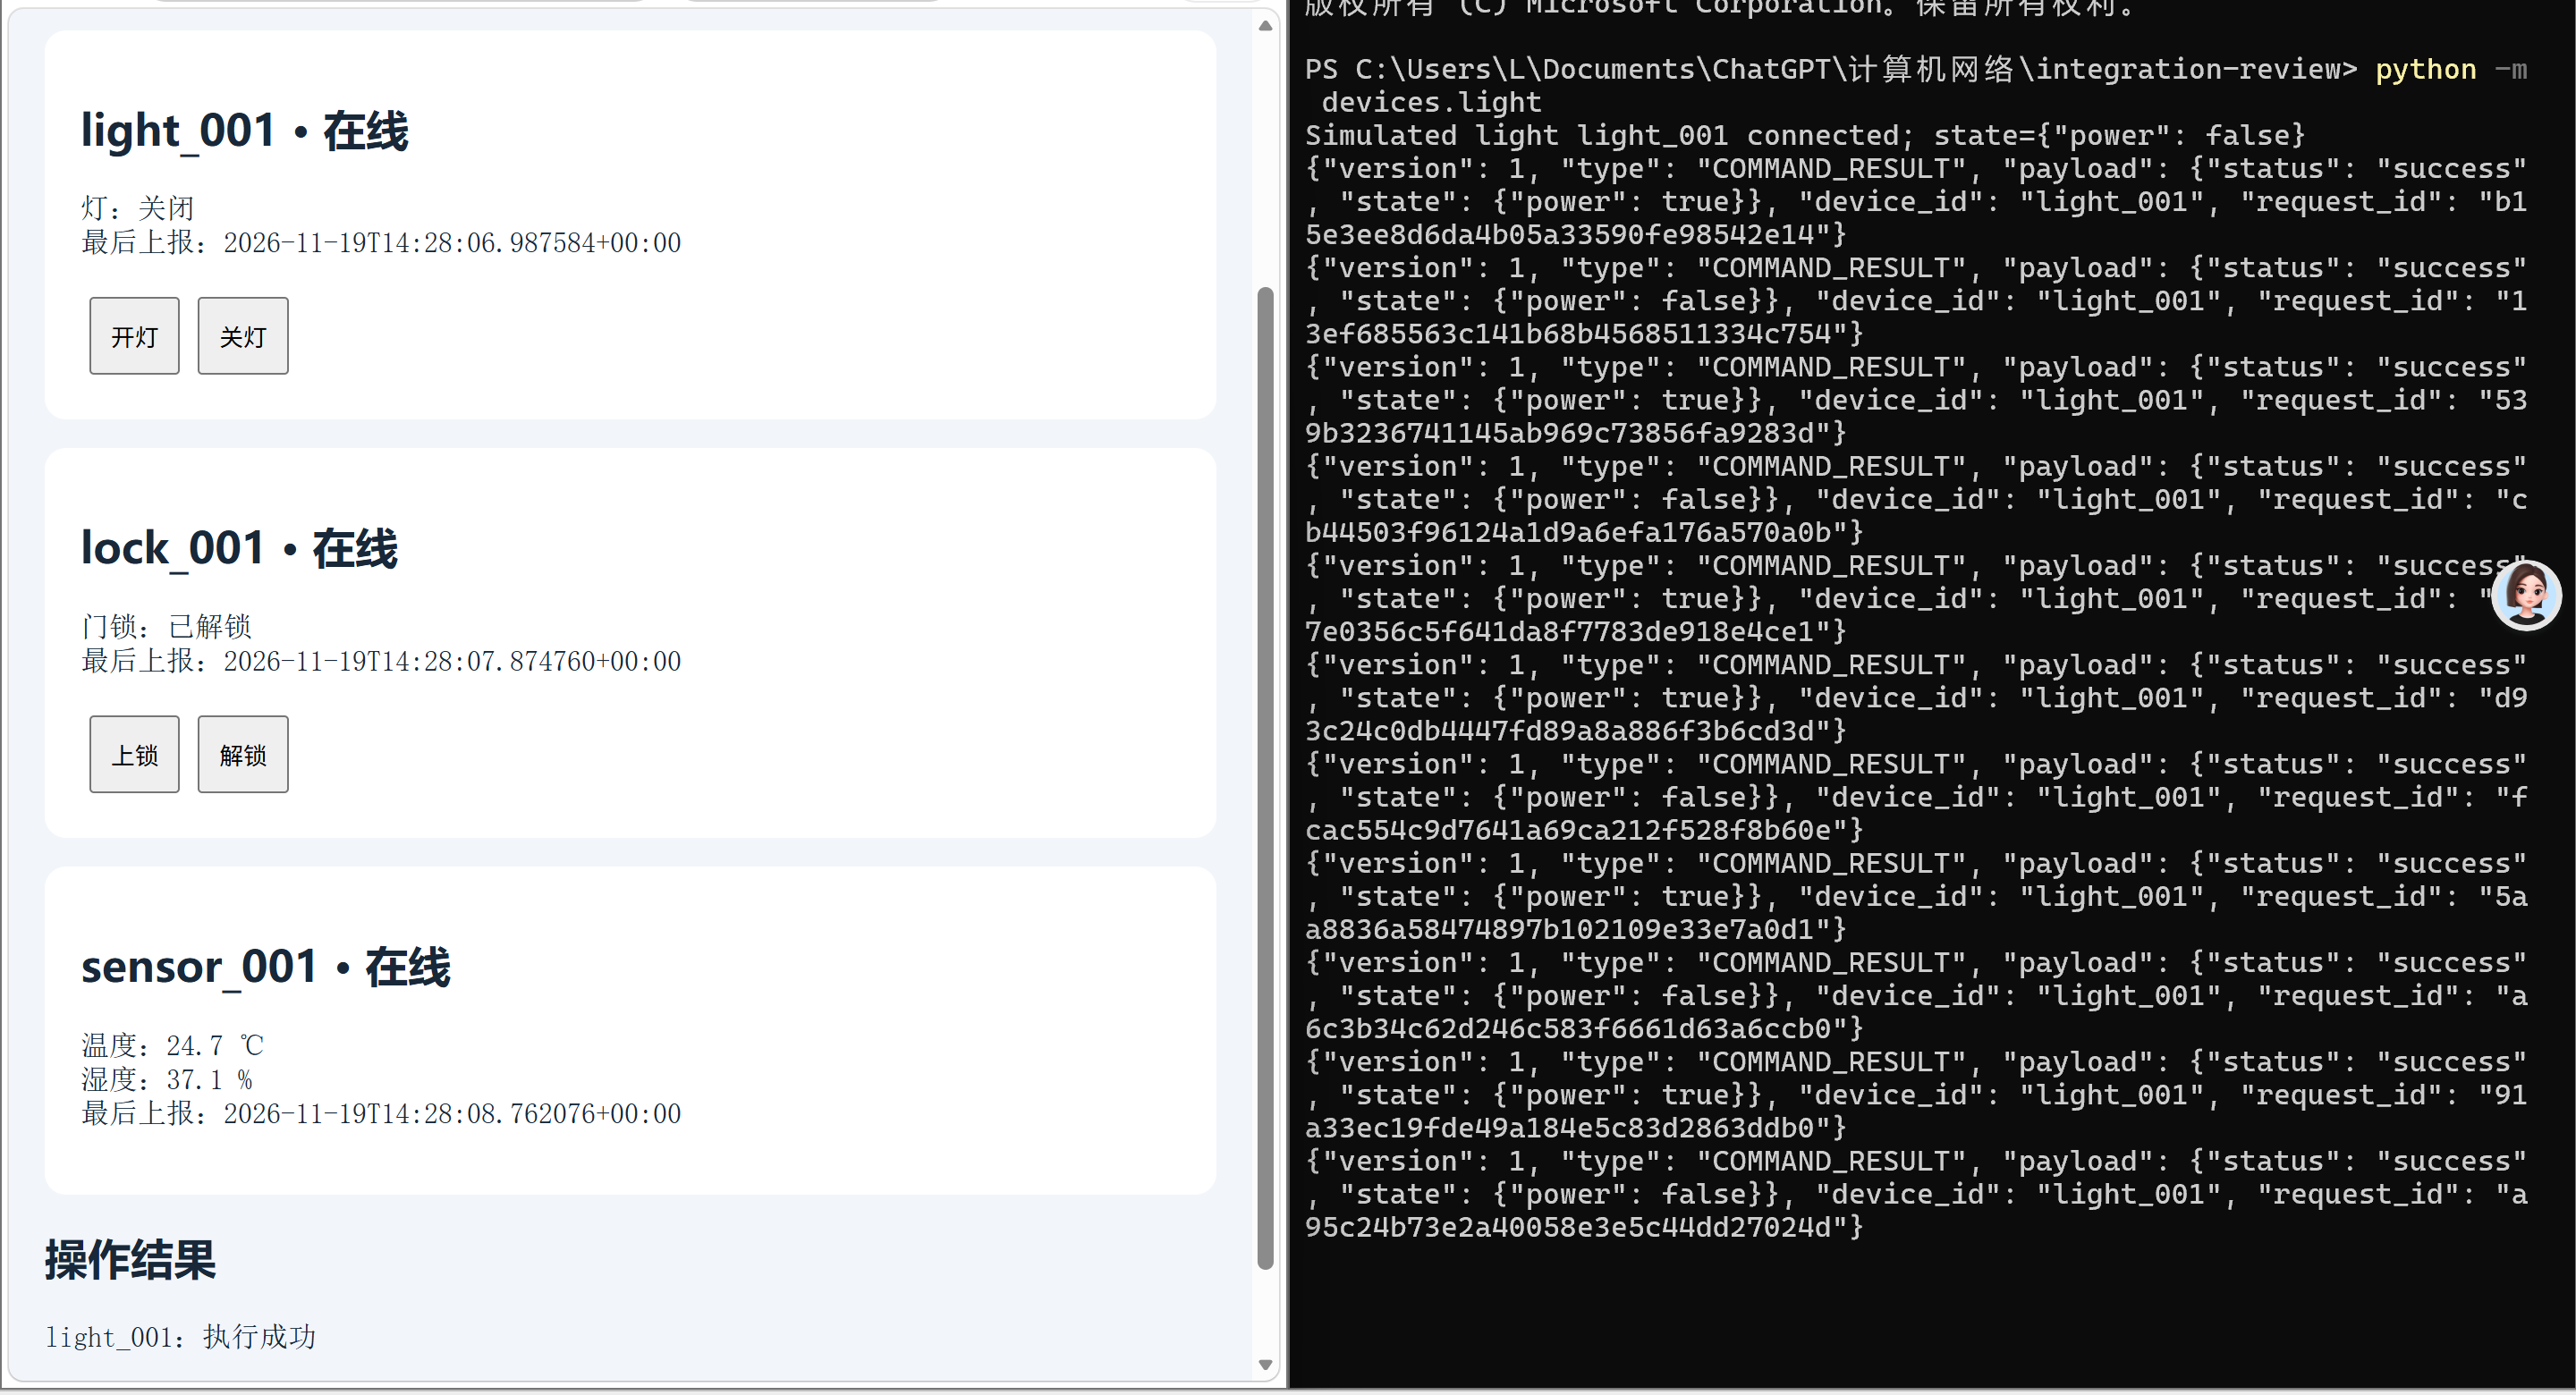 light_001 • 在线
灯：关闭
最后上报：2026-11-19T14:28:06.987584+00:00
开灯 关灯
lock_001 • 在线
门锁：已解锁
最后上报：2026-11-19T14:28:07.874760+00:00
上锁 解锁
sensor_001 • 在线
温度：24.7 ℃
湿度：37.1 %
最后上报：2026-11-19T14:28:08.762076+00:00
操作结果
light_001：执行成功
版权所有 (C) Microsoft Corporation。保留所有权利。
PS C:\Users\L\Documents\ChatGPT\计算机网络\integration-review> python -m
devices.light
Simulated light light_001 connected; state={"power": false}
{"version": 1, "type": "COMMAND_RESULT", "payload": {"status": "success"
, "state": {"power": true}}, "device_id": "light_001", "request_id": "b1
5e3ee8d6da4b05a33590fe98542e14"}
{"version": 1, "type": "COMMAND_RESULT", "payload": {"status": "success"
, "state": {"power": false}}, "device_id": "light_001", "request_id": "1
3ef685563c141b68b4568511334c754"}
{"version": 1, "type": "COMMAND_RESULT", "payload": {"status": "success"
, "state": {"power": true}}, "device_id": "light_001", "request_id": "53
9b3236741145ab969c73856fa9283d"}
{"version": 1, "type": "COMMAND_RESULT", "payload": {"status": "success"
, "state": {"power": false}}, "device_id": "light_001", "request_id": "c
b44503f96124a1d9a6efa176a570a0b"}
{"version": 1, "type": "COMMAND_RESULT", "payload": {"status": "success"
, "state": {"power": true}}, "device_id": "light_001", "request_id": "
7e0356c5f641da8f7783de918e4ce1"}
{"version": 1, "type": "COMMAND_RESULT", "payload": {"status": "success"
, "state": {"power": true}}, "device_id": "light_001", "request_id": "d9
3c24c0db4447fd89a8a886f3b6cd3d"}
{"version": 1, "type": "COMMAND_RESULT", "payload": {"status": "success"
, "state": {"power": false}}, "device_id": "light_001", "request_id": "f
cac554c9d7641a69ca212f528f8b60e"}
{"version": 1, "type": "COMMAND_RESULT", "payload": {"status": "success"
, "state": {"power": true}}, "device_id": "light_001", "request_id": "5a
a8836a58474897b102109e33e7a0d1"}
{"version": 1, "type": "COMMAND_RESULT", "payload": {"status": "success"
, "state": {"power": false}}, "device_id": "light_001", "request_id": "a
6c3b34c62d246c583f6661d63a6ccb0"}
{"version": 1, "type": "COMMAND_RESULT", "payload": {"status": "success"
, "state": {"power": true}}, "device_id": "light_001", "request_id": "91
a33ec19fde49a184e5c83d2863ddb0"}
{"version": 1, "type": "COMMAND_RESULT", "payload": {"status": "success"
, "state": {"power": false}}, "device_id": "light_001", "request_id": "a
95c24b73e2a40058e3e5c44dd27024d"}